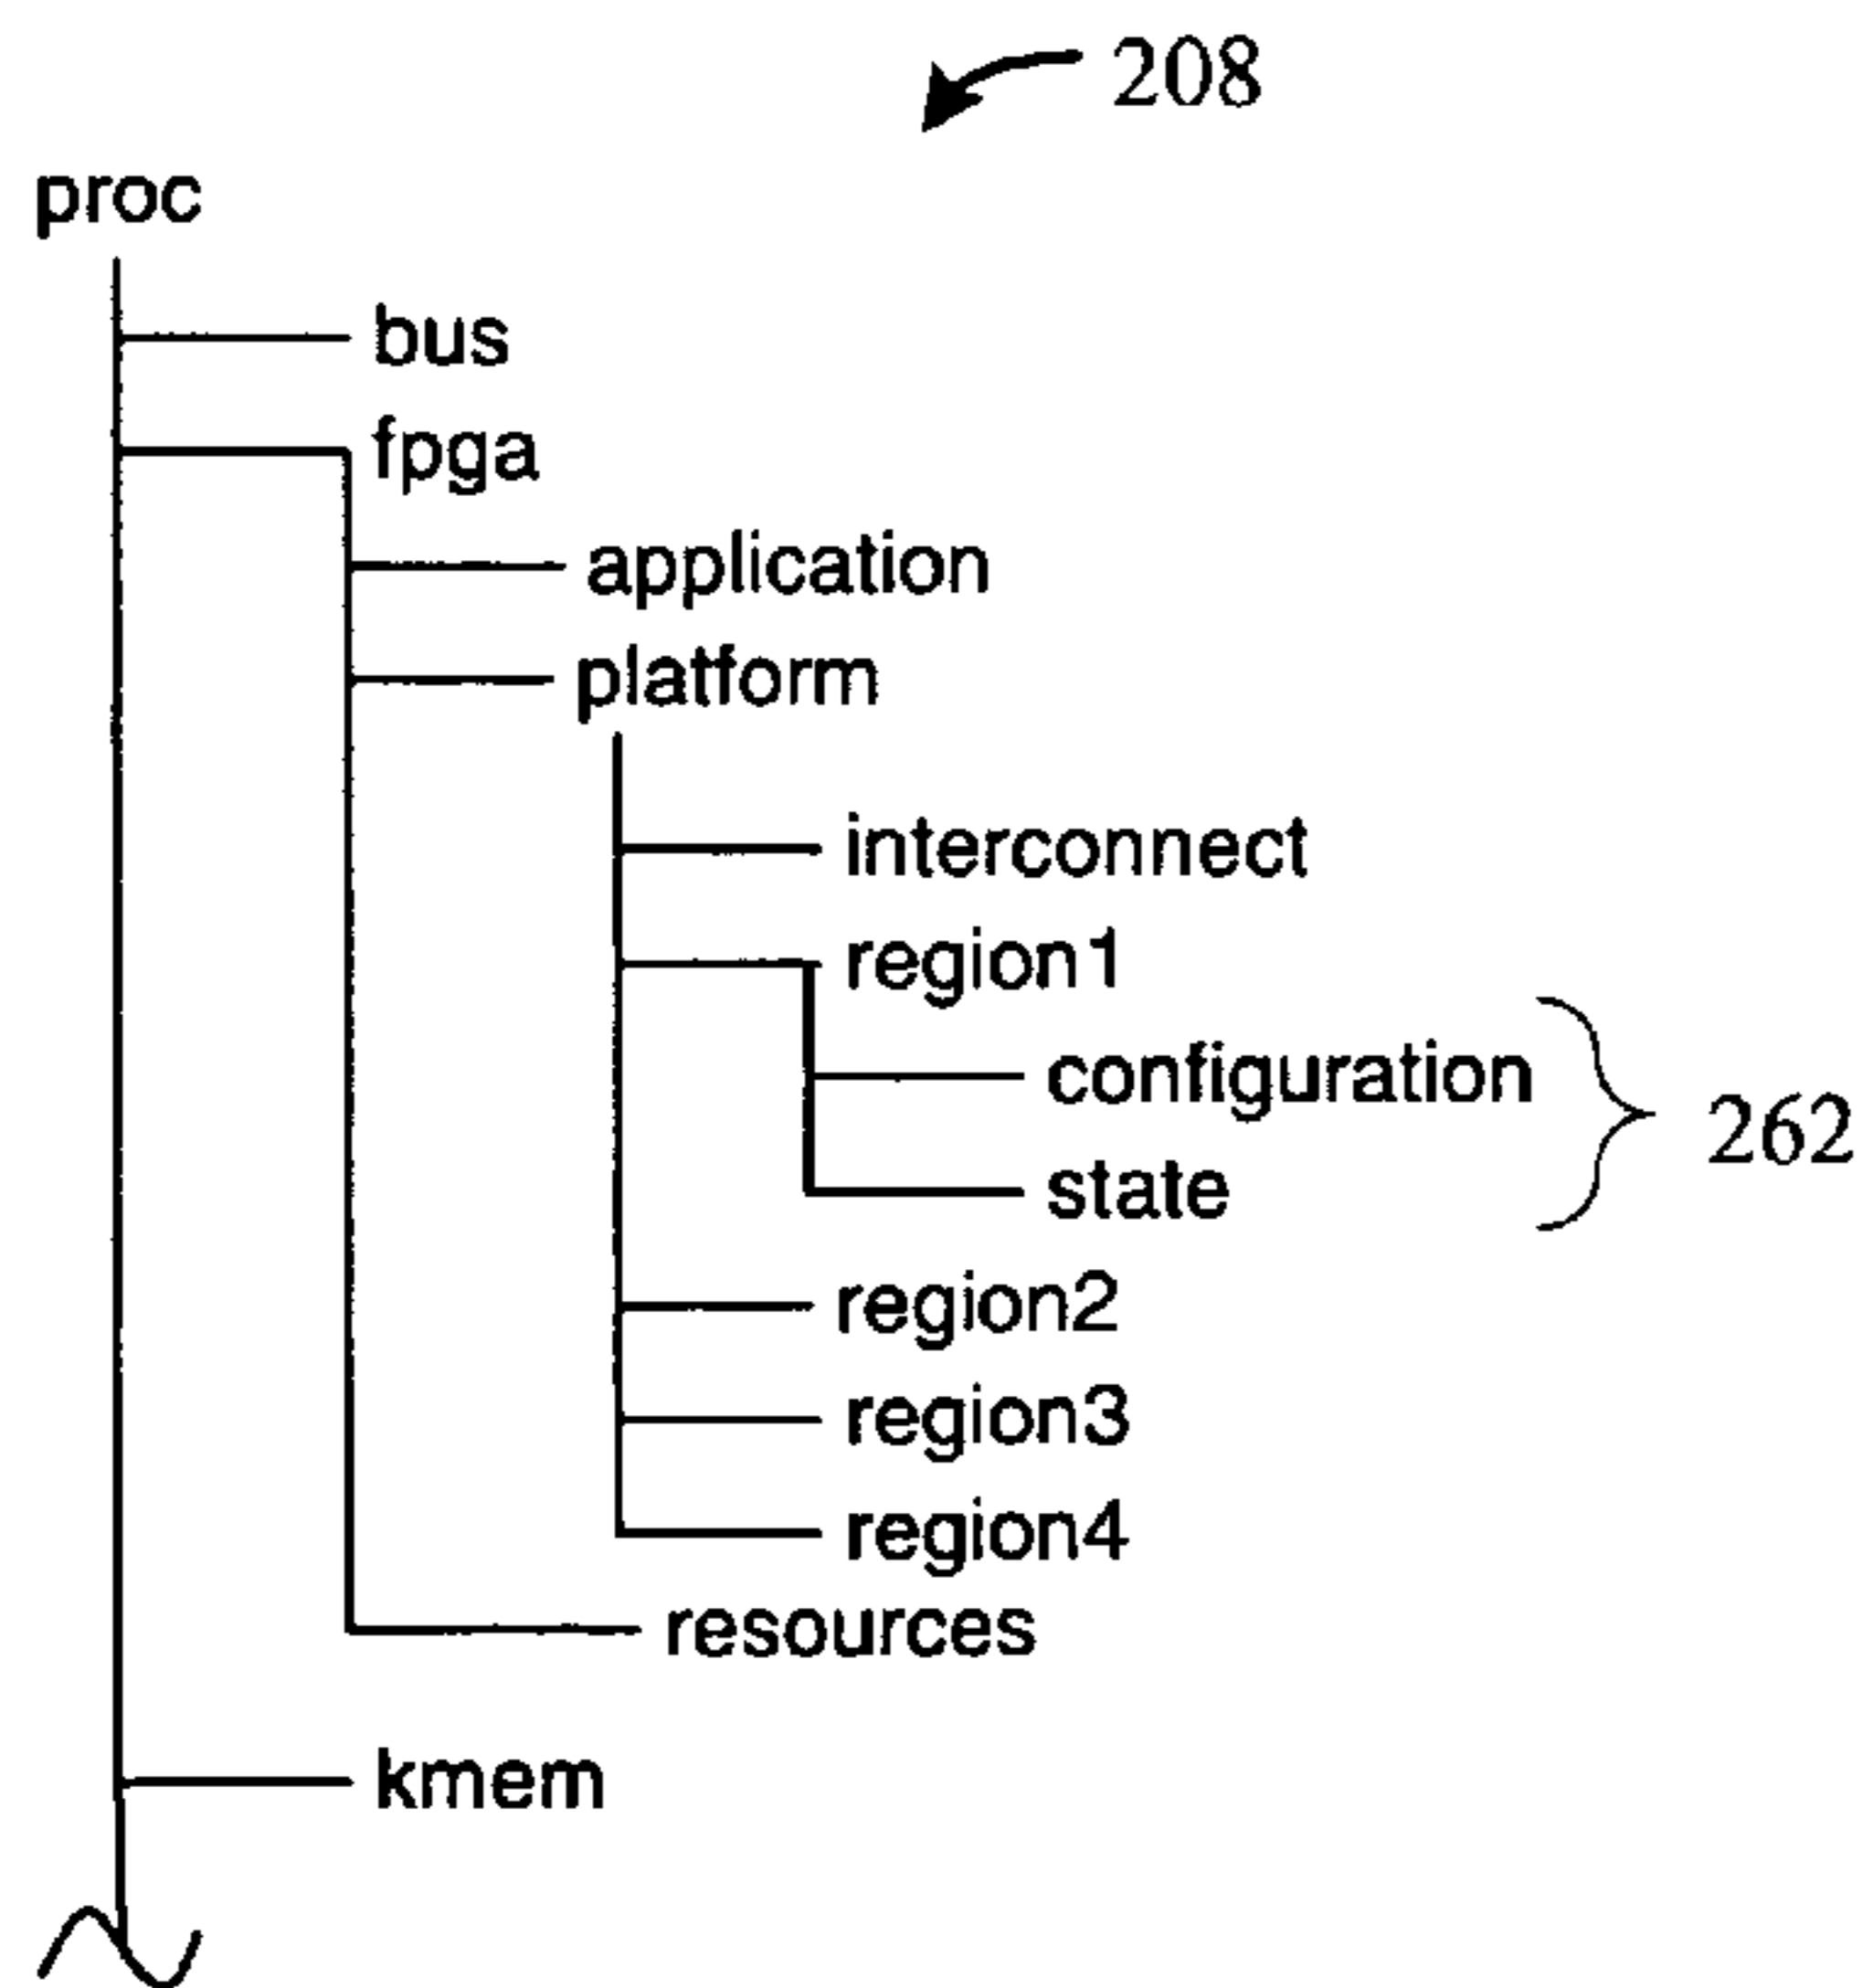 208
proc
bus
fpga
application
platform
interconnect
region1
configuration
262
state
region2
region3
region4
resources
kmem